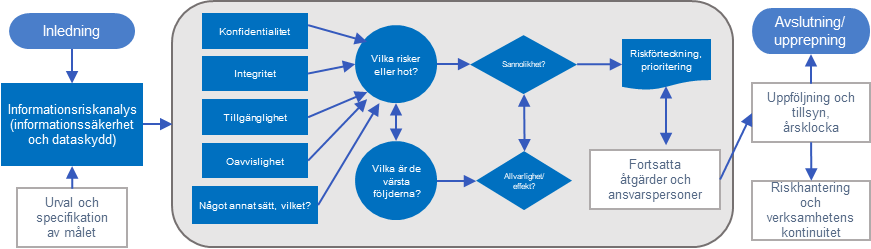 Inledning
Informationsriskanalys
(informationssäkerhet
och dataskydd)
Urval och
specifikation
av målet
Konfidentialitet
Integritet
Tillgänglighet
Oavvislighet
Något annat sätt, vilket?
Vilka risker
eller hot?
Vilka är de
värsta
följderna?
Sannolikhet?
Allvarlighet/
effekt?
Riskförteckning,
prioritering
Fortsatta
åtgärder och
ansvarspersoner
Avslutning/
upprepning
Uppföljning och
tillsyn,
årsklocka
Riskhantering
och
verksamhetens
kontinuitet